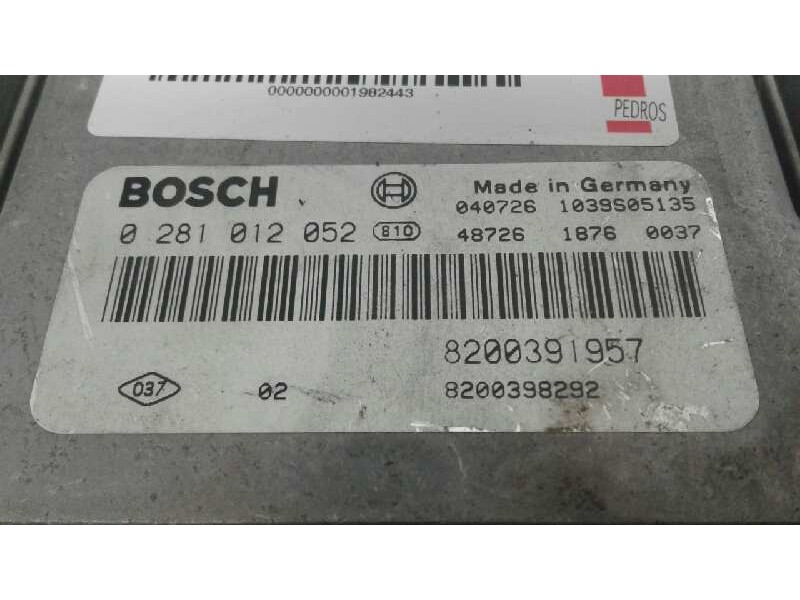 0000000001982443
PEDROS
BOSCH
Made in Germany
040726 1039S05135
0 281 012 052 810 48726 1876 0037
8200391957
037 02 8200398292